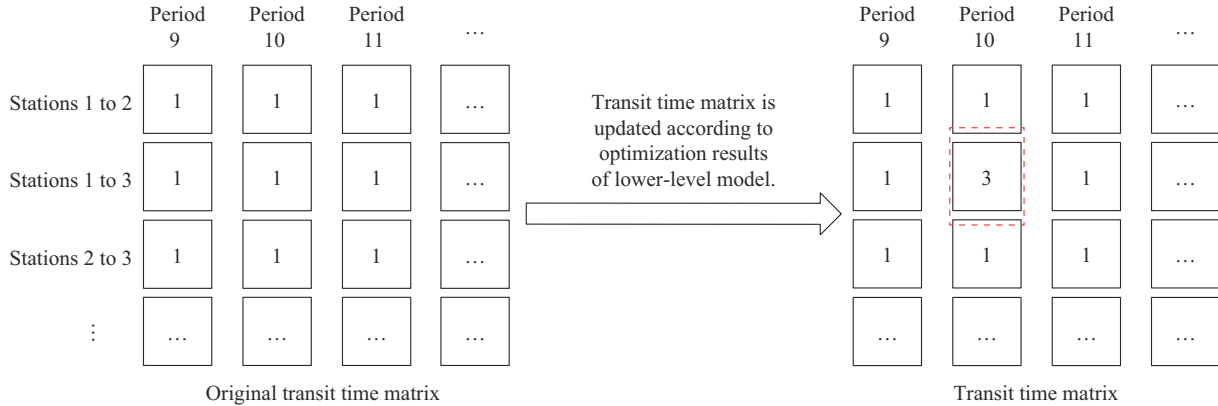 Period Period Period Period Period Period
9 10 11 … 9 10 11 …
Stations 1 to 2 1 1 1 … 1 1 1 …
Transit time matrix is
updated according to
optimization results
of lower-level model.
Stations 1 to 3 1 1 1 … 1 3 1 …
Stations 2 to 3 1 1 1 … 1 1 1 …
⋮ … … … … … … … …
Original transit time matrix Transit time matrix